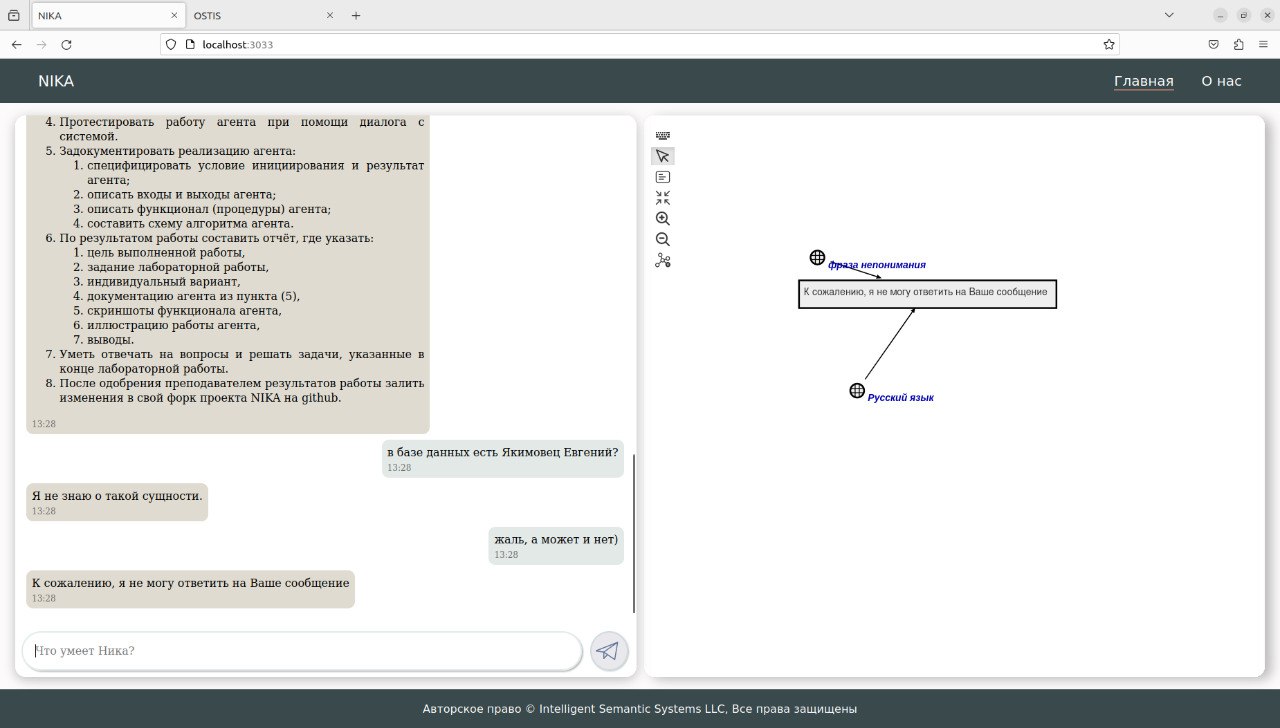 NIKA
OSTIS
localhost:3033
NIKA
Главная
О нас
4. Протестировать работу агента при помощи диалога с
системой.
5. Задокументировать реализацию агента:
1. специфицировать условие инициирования и результат
агента;
2. описать входы и выходы агента;
3. описать функционал (процедуры) агента;
4. составить схему алгоритма агента.
6. По результатом работы составить отчёт, где указать:
1. цель выполненной работы,
2. задание лабораторной работы,
3. индивидуальный вариант,
4. документацию агента из пункта (5),
5. скриншоты функционала агента,
6. иллюстрацию работы агента,
7. выводы.
7. Уметь отвечать на вопросы и решать задачи, указанные в
конце лабораторной работы.
8. После одобрения преподавателем результатов работы залить
изменения в свой форк проекта NIKA на github.
13:28
в базе данных есть Якимовец Евгений?
13:28
Я не знаю о такой сущности.
13:28
жаль, а может и нет)
13:28
К сожалению, я не могу ответить на Ваше сообщение
13:28
Что умеет Ника?
фраза непонимания
К сожалению, я не могу ответить на Ваше сообщение
Русский язык
Авторское право © Intelligent Semantic Systems LLC, Все права защищены